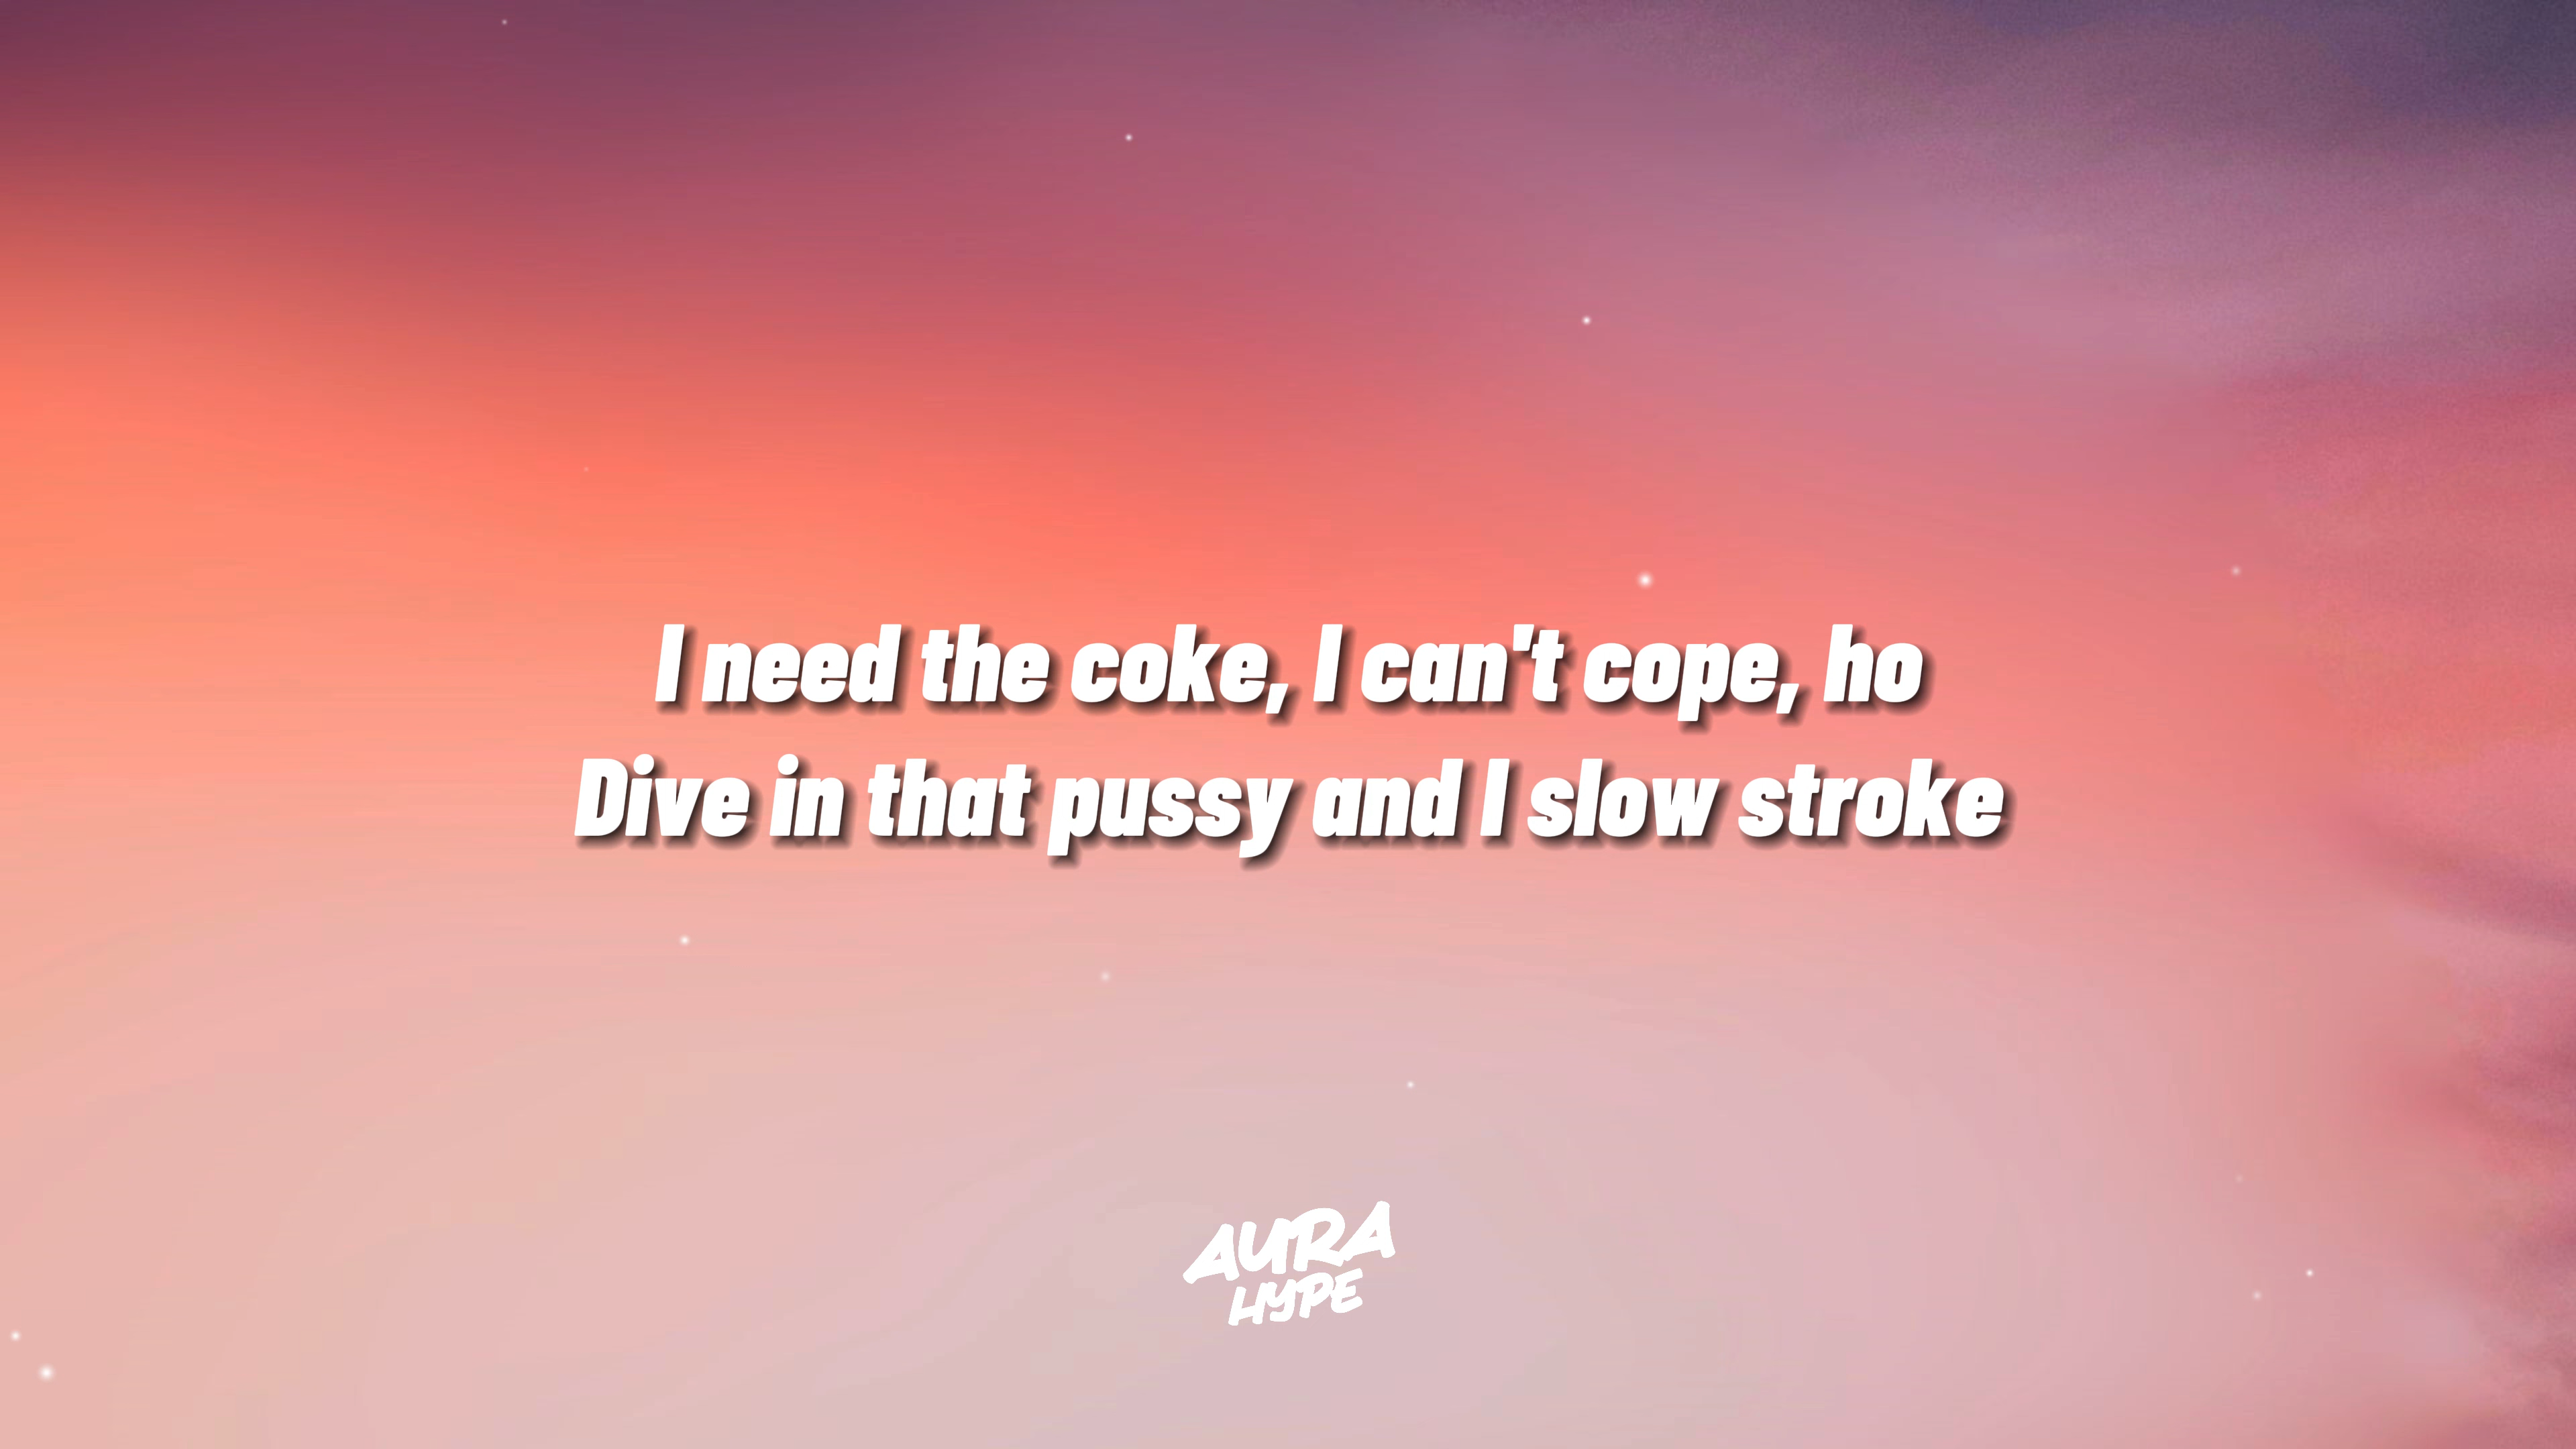 I need the coke, I can't cope, ho
Dive in that pussy and I slow stroke
AURA
HYPE